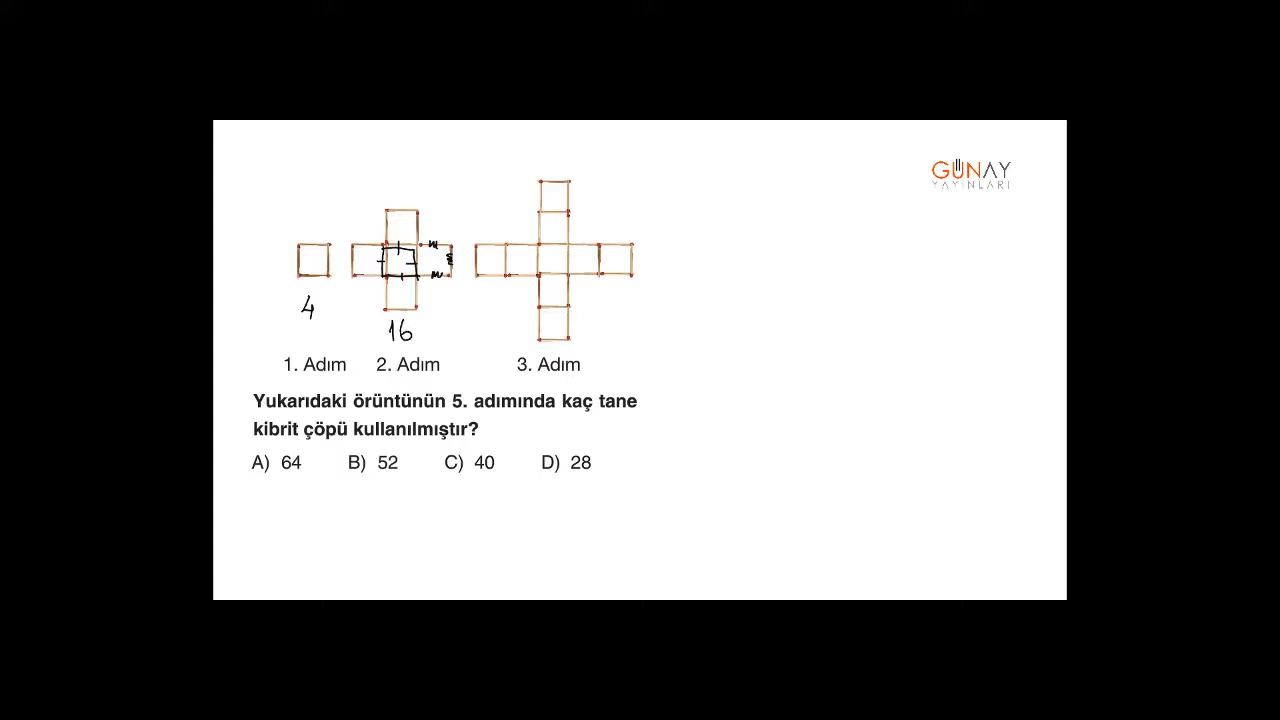 GÜNAY
YAYINLARI
4
16
1. Adım 2. Adım 3. Adım
Yukarıdaki örüntünün 5. adımında kaç tane
kibrit çöpü kullanılmıştır?
A) 64 B) 52 C) 40 D) 28